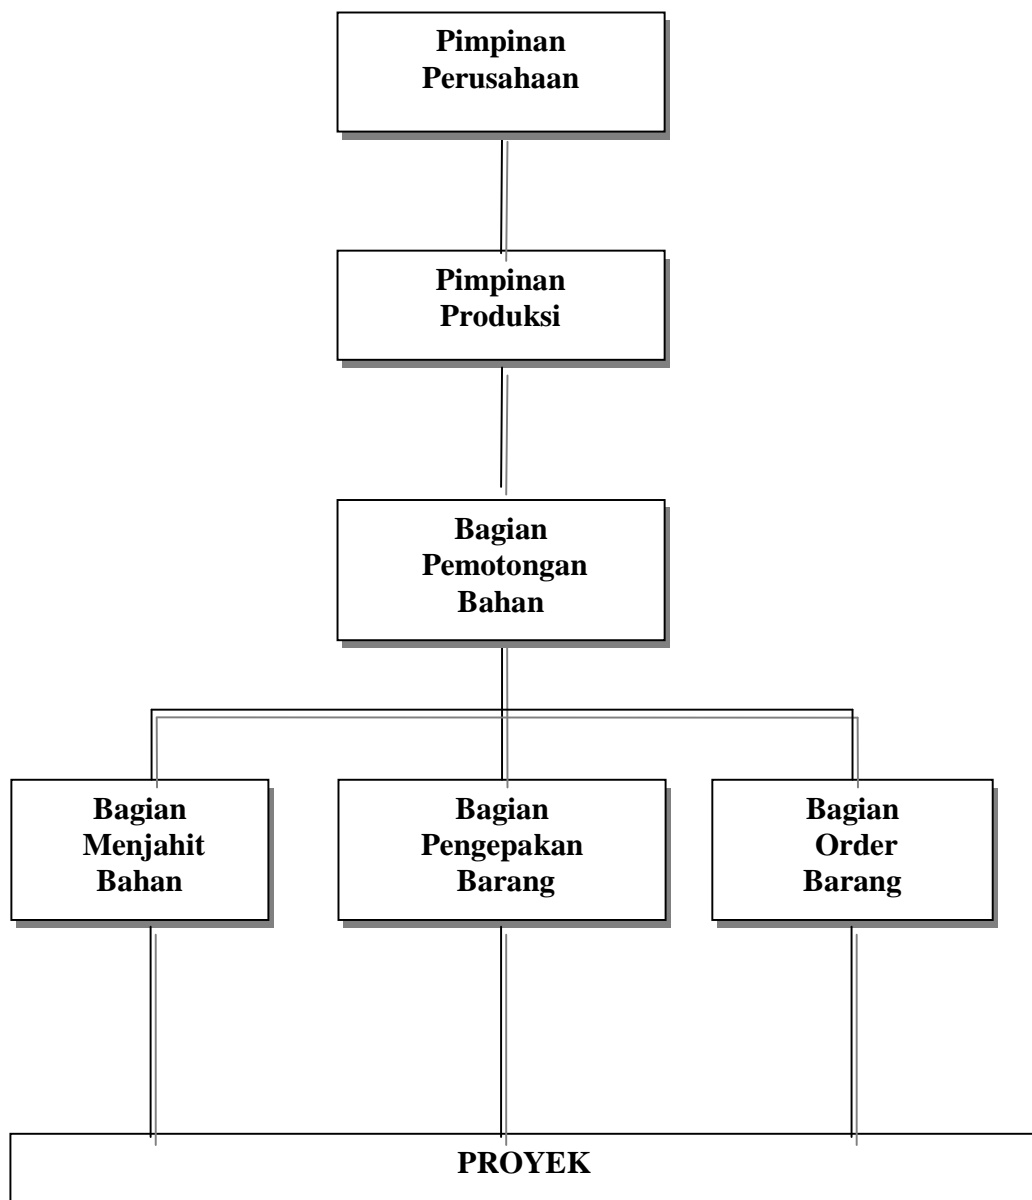 Pimpinan
Perusahaan
Pimpinan
Produksi
Bagian
Pemotongan
Bahan
Bagian
Menjahit
Bahan
Bagian
Pengepakan
Barang
Bagian
Order
Barang
PROYEK